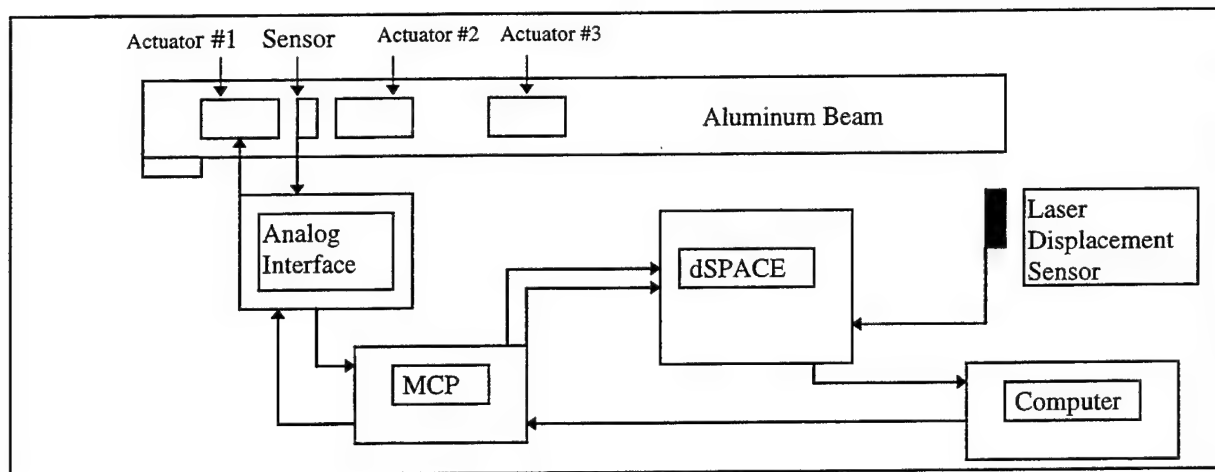 Actuator #1
Sensor
Actuator #2
Actuator #3
Aluminum Beam
Analog
Interface
dSPACE
Laser
Displacement
Sensor
MCP
Computer